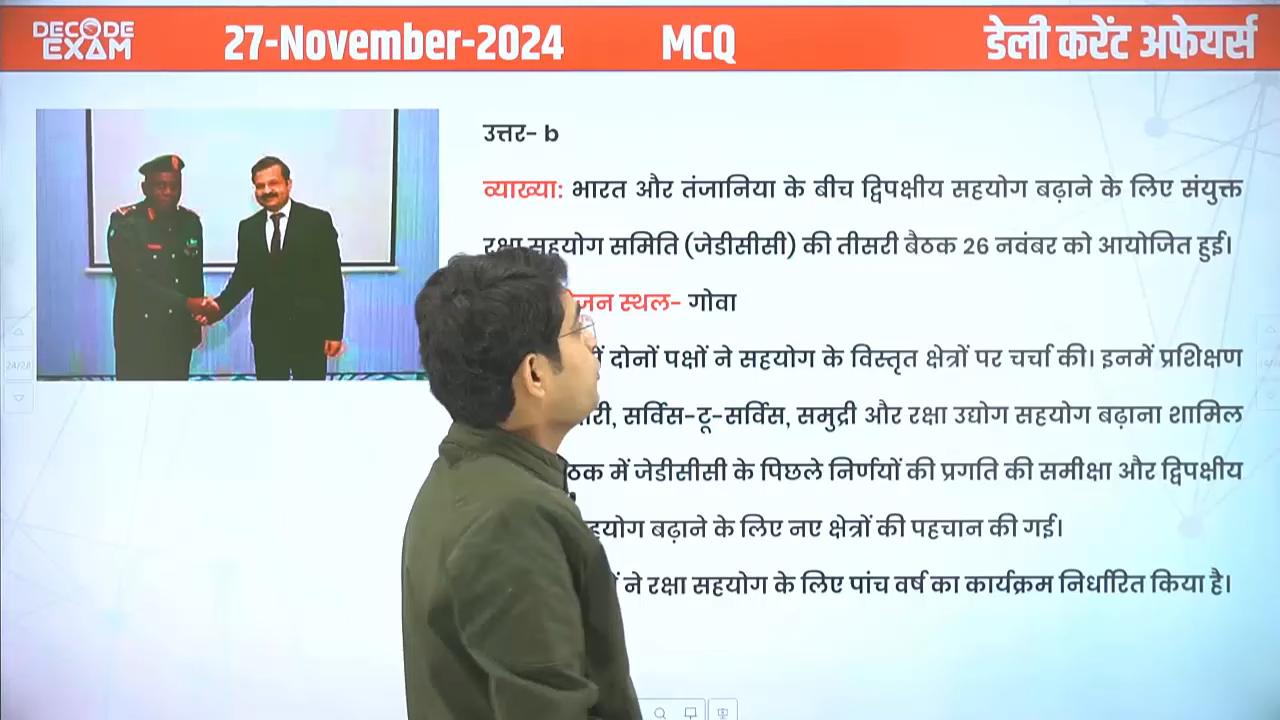 DECODE EXAM
27-November-2024 MCQ डेली करेंट अफेयर्स
उत्तर- b
व्याख्या: भारत और तंजानिया के बीच द्विपक्षीय सहयोग बढ़ाने के लिए संयुक्त
रक्षा सहयोग समिति (जेडीसीसी) की तीसरी बैठक 26 नवंबर को आयोजित हुई।
स्थल- गोवा
दोनों पक्षों ने सहयोग के विस्तृत क्षेत्रों पर चर्चा की। इनमें प्रशिक्षण
सर्विस-टू-सर्विस, समुद्री और रक्षा उद्योग सहयोग बढ़ाना शामिल
में जेडीसीसी के पिछले निर्णयों की प्रगति की समीक्षा और द्विपक्षीय
बढ़ाने के लिए नए क्षेत्रों की पहचान की गई।
ने रक्षा सहयोग के लिए पांच वर्ष का कार्यक्रम निर्धारित किया है।